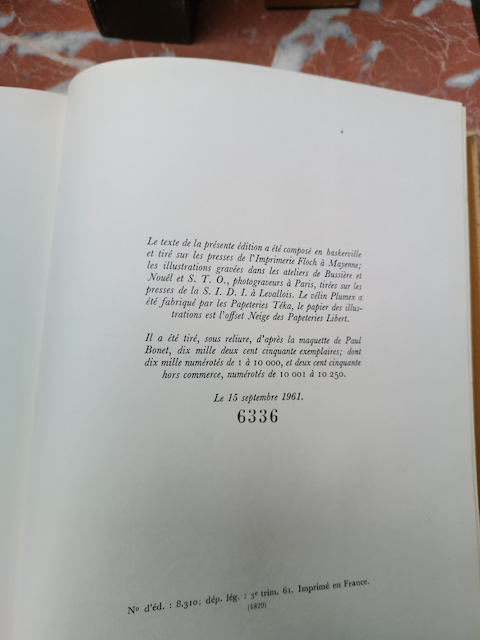 Le texte de la présente édition a été composé en baskerville
et tiré sur les presses de l'Imprimerie Floch à Mayenne;
les illustrations gravées dans les ateliers de Bussière et
Nouël et S. T. O., photograveurs à Paris, tirées sur les
presses de la S. I. D. I. à Levallois. Le vélin Plumex a
été fabriqué par les Papeteries Téka, le papier des illus-
trations est l'offset Neige des Papeteries Libert.
Il a été tiré, sous reliure, d'après la maquette de Paul
Bonet, dix mille deux cent cinquante exemplaires; dont
dix mille numérotés de 1 à 10 000, et deux cent cinquante
hors commerce, numérotés de 10 001 à 10 250.
Le 15 septembre 1961.
6336
No d'éd. : 8.310; dép. lég. : 3e trim. 61. Imprimé en France.
(1829)